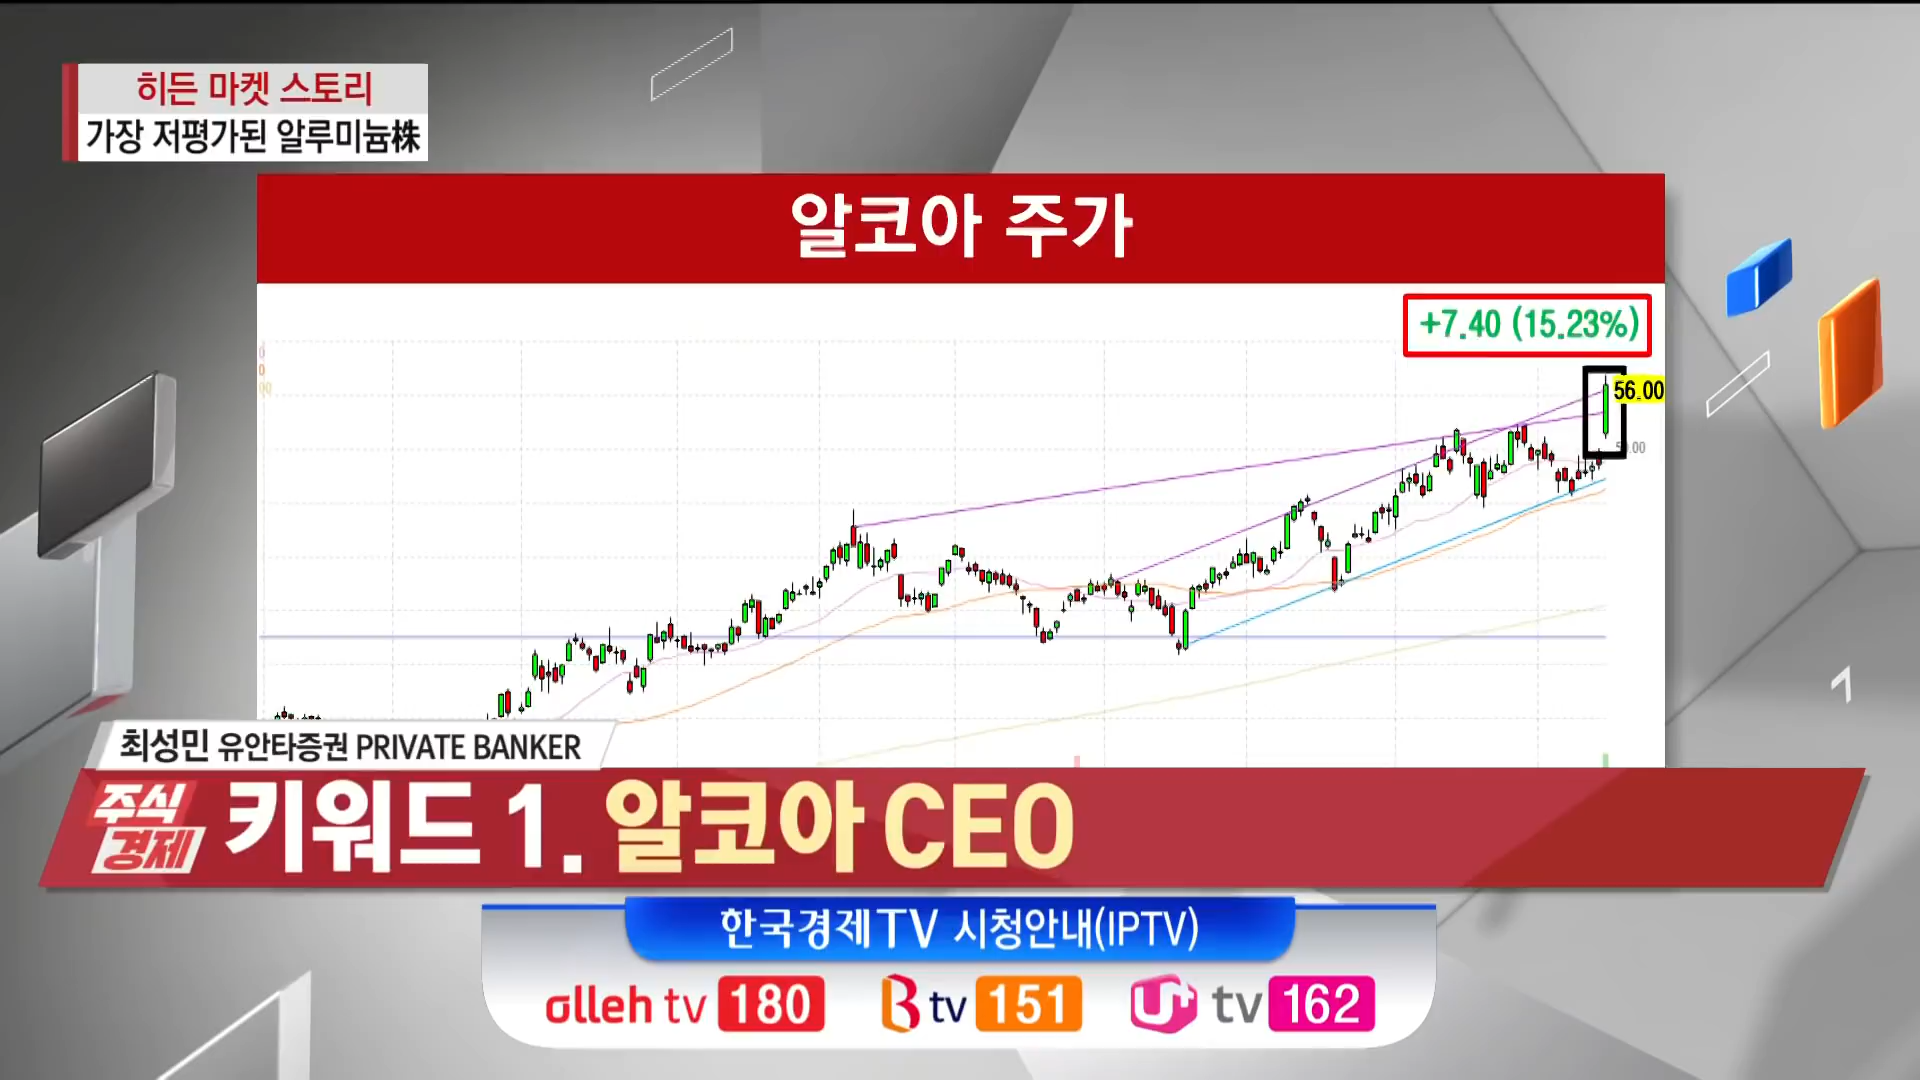 히든 마켓 스토리
가장 저평가된 알루미늄株
알코아 주가
+7.40 (15.23%)
56.00
최성민 유안타증권 PRIVATE BANKER
주식
경제
키워드 1. 알코아 CEO
한국경제TV 시청안내(IPTV)
olleh tv 180 B tv 151 U+ tv 162